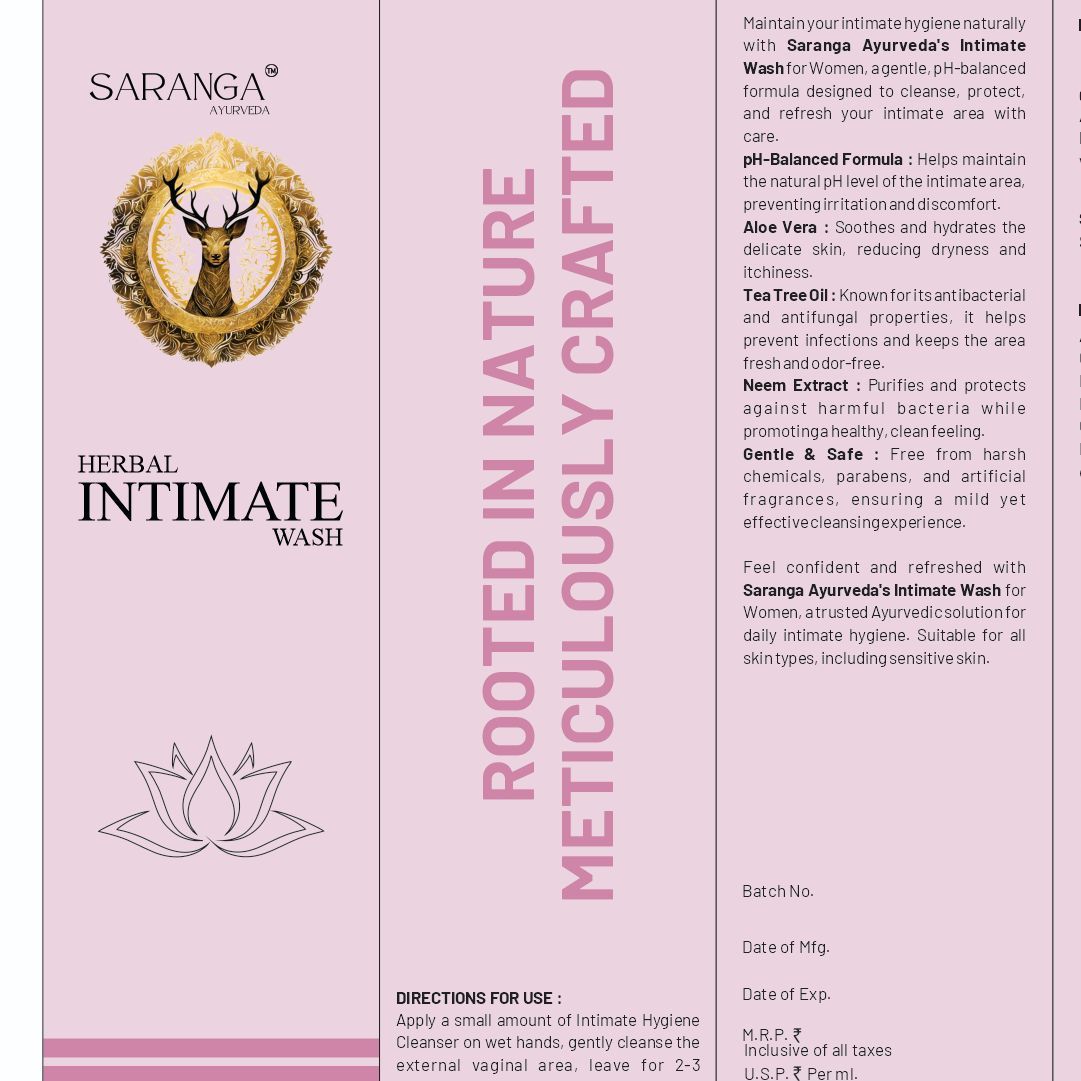 SARANGA™
AYURVEDA
HERBAL
INTIMATE
WASH
ROOTED IN NATURE
METICULOUSLY CRAFTED
DIRECTIONS FOR USE :
Apply a small amount of Intimate Hygiene
Cleanser on wet hands, gently cleanse the
external vaginal area, leave for 2-3
Maintain your intimate hygiene naturally
with Saranga Ayurveda's Intimate
Wash for Women, a gentle, pH-balanced
formula designed to cleanse, protect,
and refresh your intimate area with
care.
pH-Balanced Formula : Helps maintain
the natural pH level of the intimate area,
preventing irritation and discomfort.
Aloe Vera : Soothes and hydrates the
delicate skin, reducing dryness and
itchiness.
Tea Tree Oil : Known for its antibacterial
and antifungal properties, it helps
prevent infections and keeps the area
fresh and odor-free.
Neem Extract : Purifies and protects
against harmful bacteria while
promoting a healthy, clean feeling.
Gentle & Safe : Free from harsh
chemicals, parabens, and artificial
fragrances, ensuring a mild yet
effective cleansing experience.
Feel confident and refreshed with
Saranga Ayurveda's Intimate Wash for
Women, a trusted Ayurvedic solution for
daily intimate hygiene. Suitable for all
skin types, including sensitive skin.
Batch No.
Date of Mfg.
Date of Exp.
M.R.P. ₹
Inclusive of all taxes
U.S.P. ₹ Per ml.